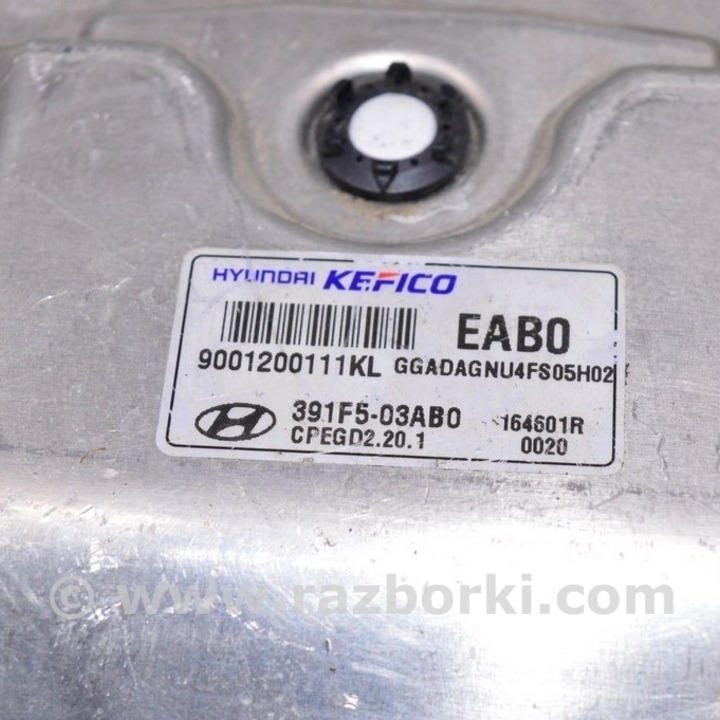 HYUNDAI KEFICO
EAB0
9001200111KL GGADAGNU4FS05H02
391F5-03AB0 164601R
CPEGD2.20.1 0020
© www.razborki.com